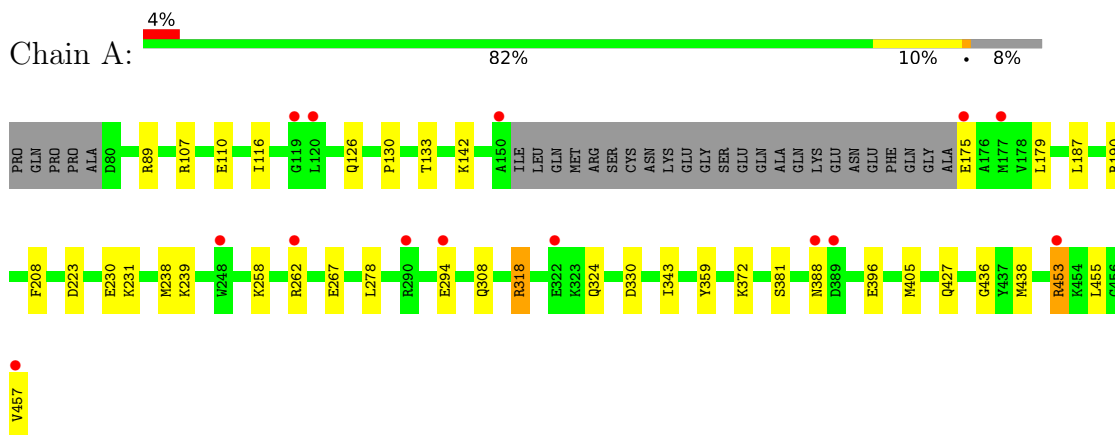 4%
Chain A:
82% 10% • 8%
PRO GLN PRO PRO ALA D80 R89 R107 E110 I116 G119 L120 Q126 P130 T133 K142 A150 ILE LEU GLN MET ARG SER CYS ASN LYS GLU GLY SER GLU GLN ALA GLN LYS GLU ASN GLU PHE GLN GLY ALA E175 A176 M177 V178 L179 L187 R190
F208 D223 E230 K231 M238 K239 W248 K258 R262 E267 L278 R290 E294 Q308 R318 E322 K323 Q324 D330 I343 Y359 K372 S381 N388 D389 E396 M405 Q427 G436 Y437 M438 R453 K454 L455 C456
V457